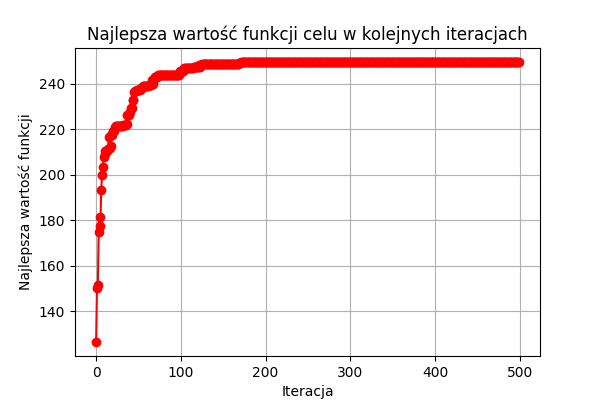 Najlepsza wartość funkcji celu w kolejnych iteracjach
Najlepsza wartość funkcji
240
220
200
180
160
140
0 100 200 300 400 500
Iteracja